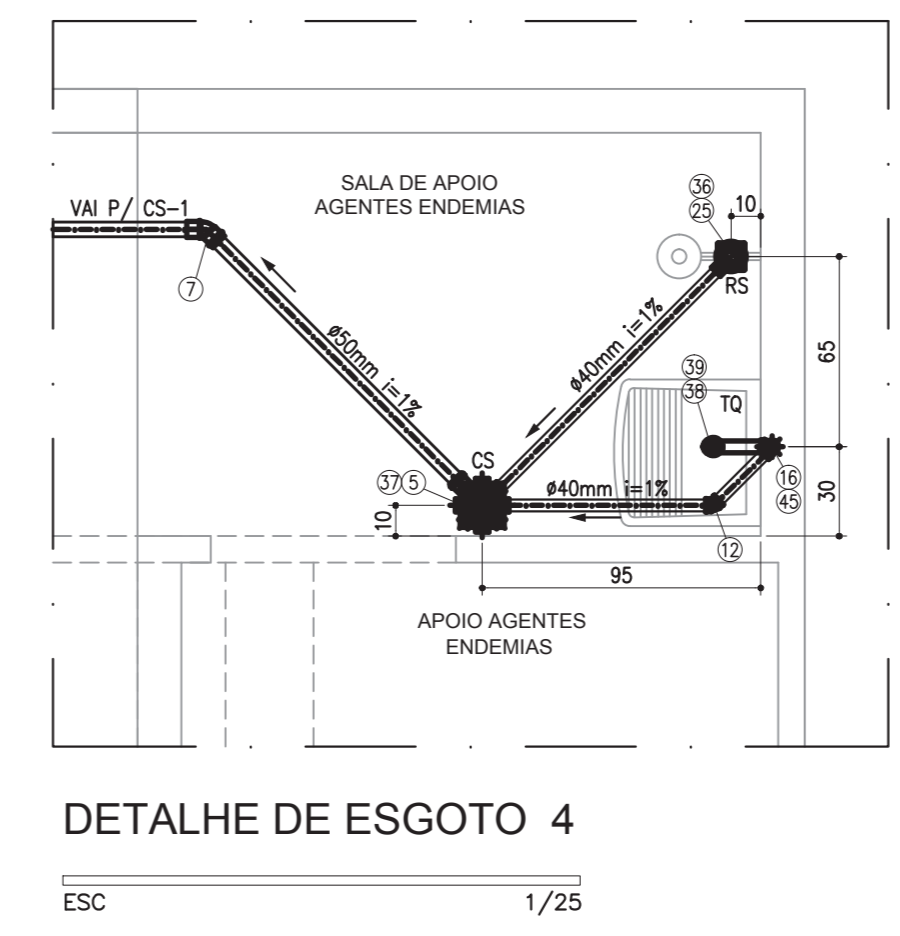 SALA DE APOIO
AGENTES ENDEMIAS
36
25
10
VAI P/ CS-1
7
RS
ø50mm i=1%
ø40mm i=1%
65
39
38
TQ
CS
37 5
ø40mm i=1%
16
45
30
10
12
95
APOIO AGENTES
ENDEMIAS
DETALHE DE ESGOTO 4
ESC 1/25